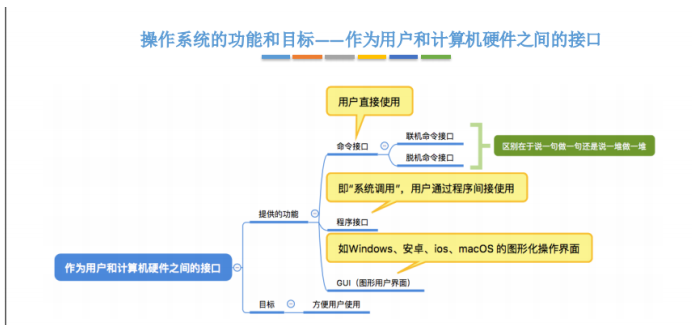 操作系统的功能和目标——作为用户和计算机硬件之间的接口
用户直接使用
命令接口
联机命令接口
脱机命令接口
区别在于说一句做一句还是说一堆做一堆
即“系统调用”，用户通过程序间接使用
提供的功能
程序接口
如Windows、安卓、ios、macOS 的图形化操作界面
作为用户和计算机硬件之间的接口
GUI（图形用户界面）
目标
方便用户使用